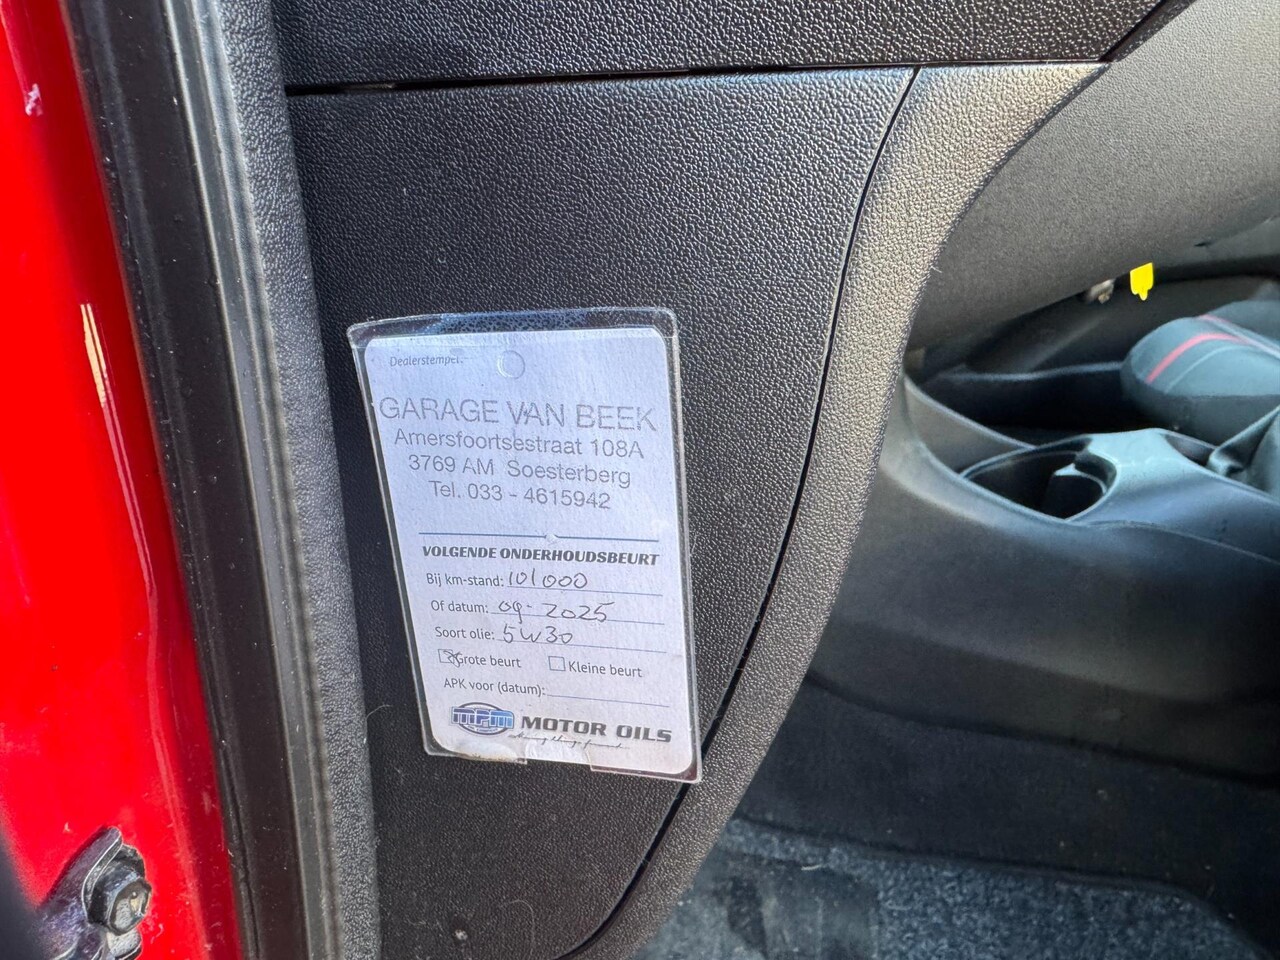 Dealerstempel:
GARAGE VAN BEEK
Amersfoortsestraat 108A
3769 AM Soesterberg
Tel. 033 - 4615942
VOLGENDE ONDERHOUDSBEURT
Bij km-stand: 101000
Of datum: 09-2025
Soort olie: 5W30
Grote beurt Kleine beurt
APK voor (datum):
MPM MOTOR OILS